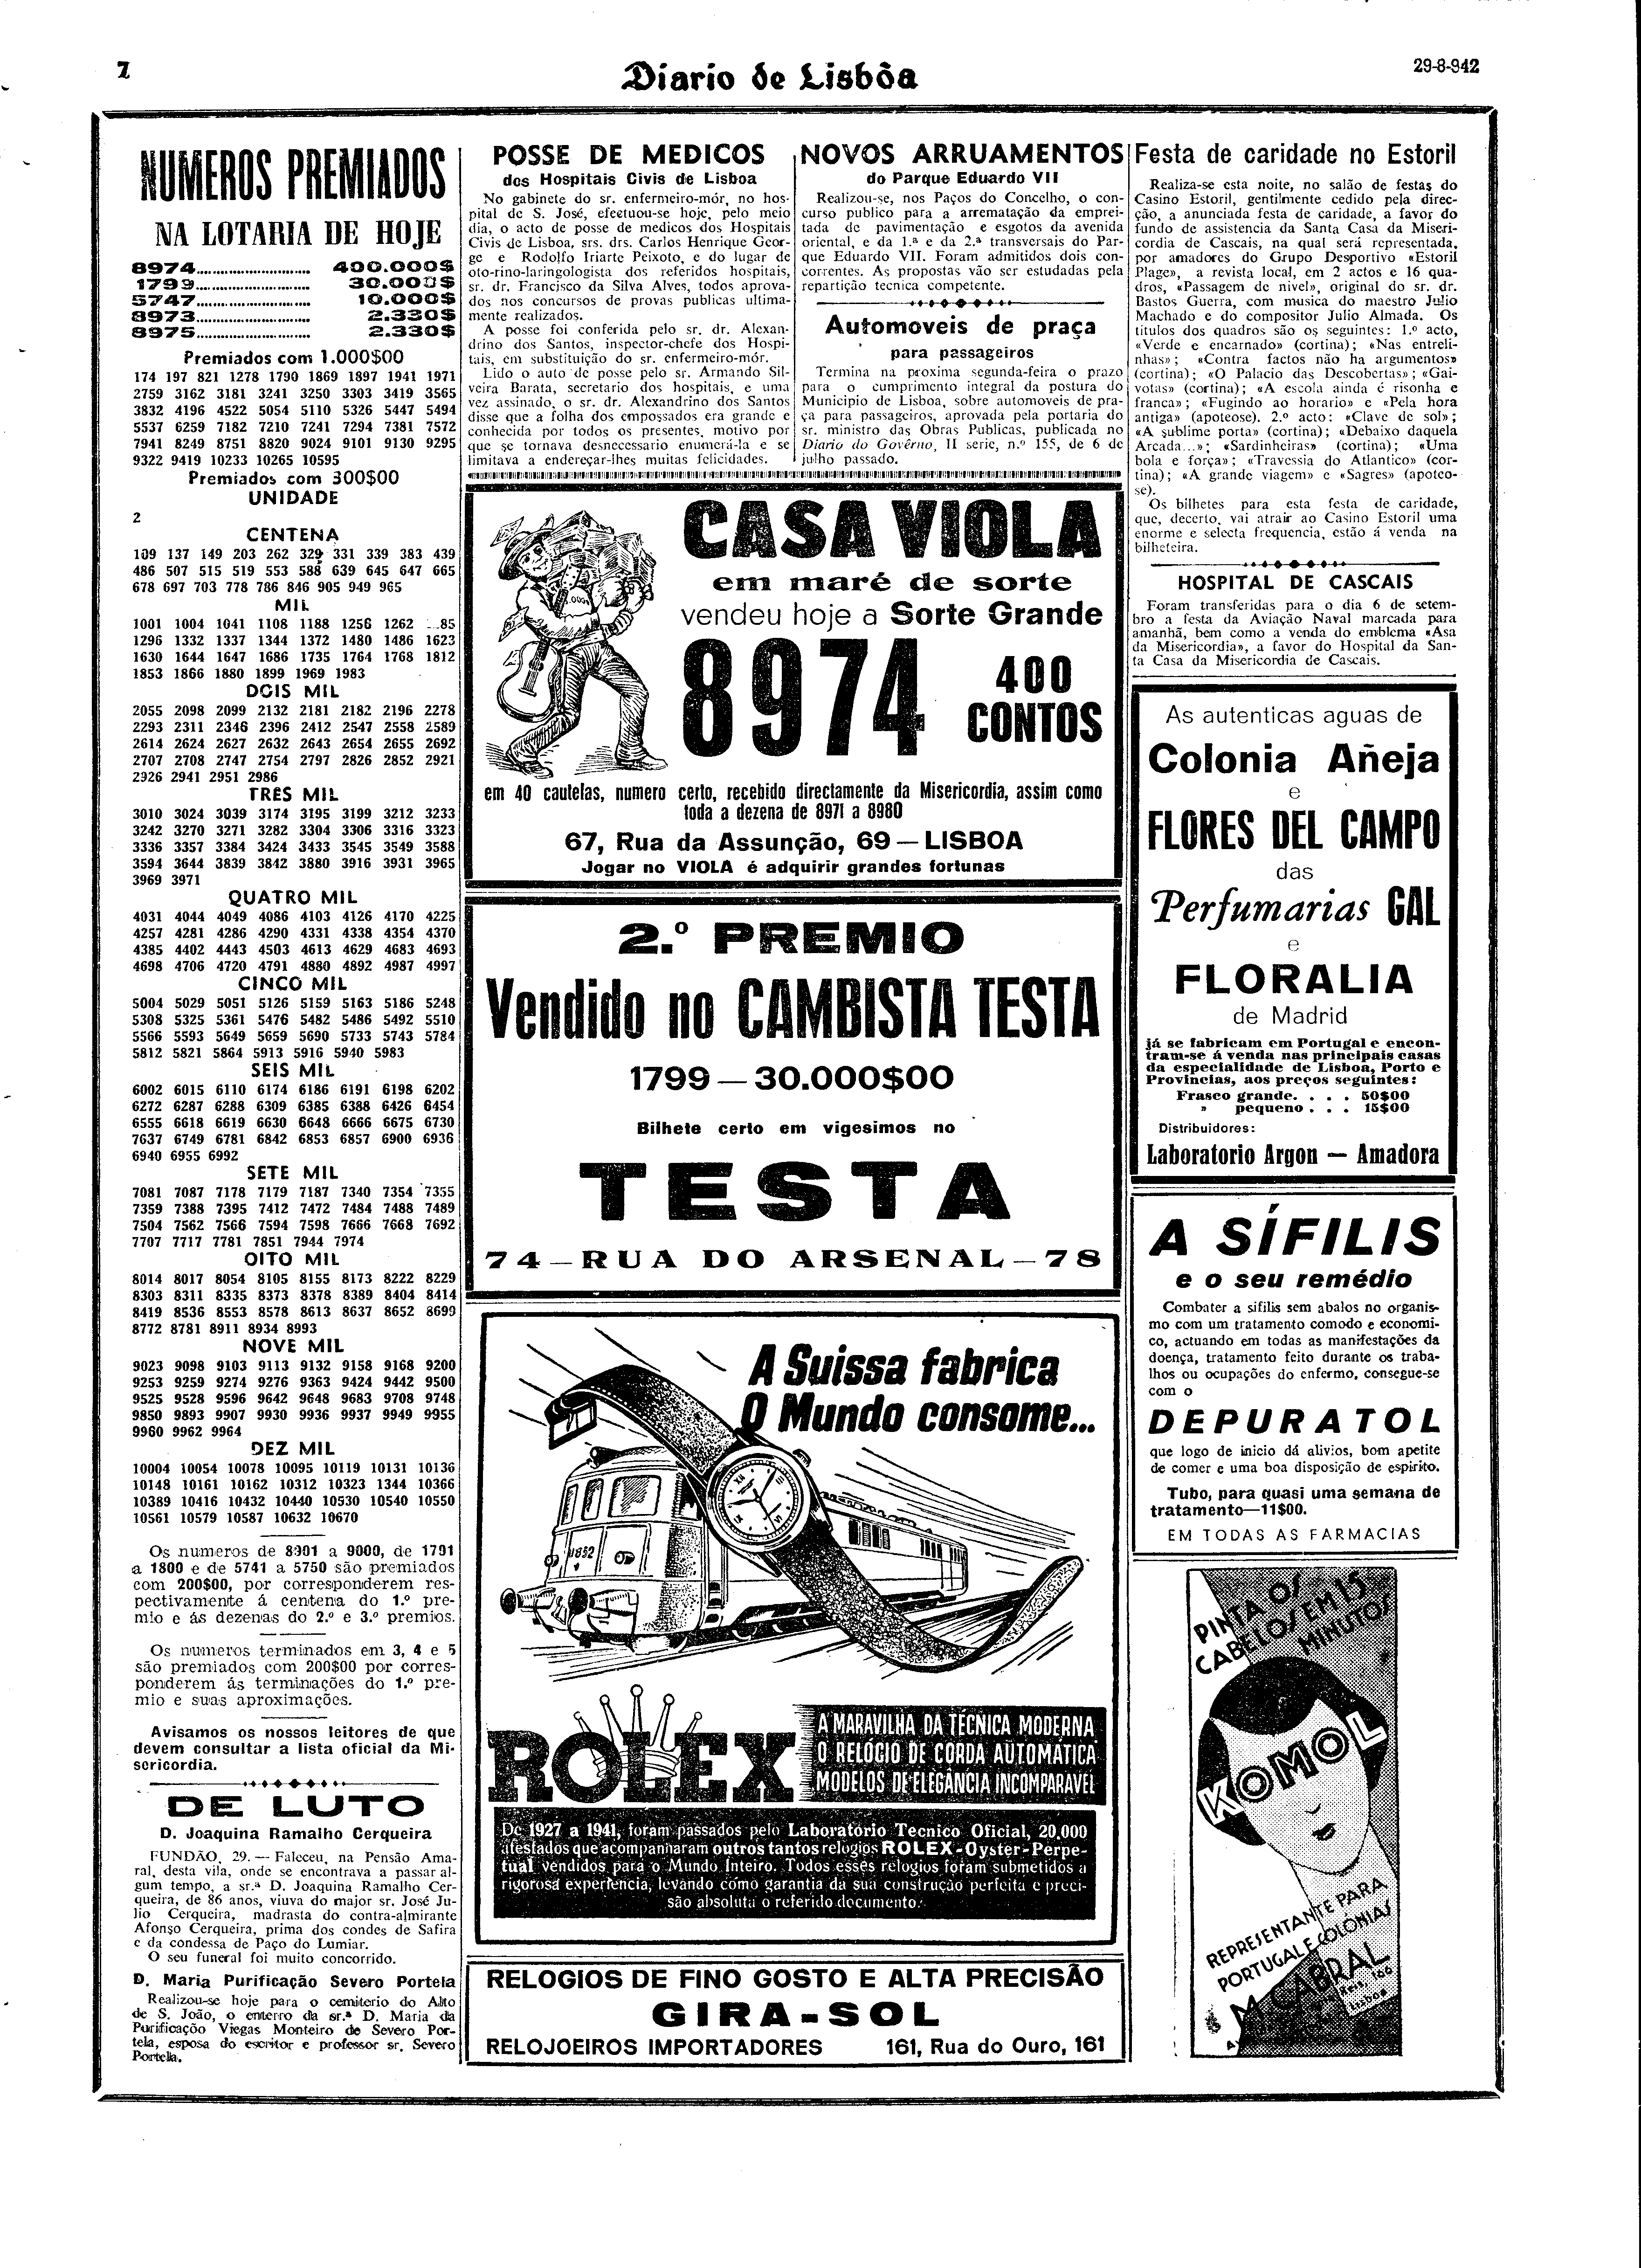 7
Diario de Lisbôa
29-8-942
NUMEROS PREMIADOS
NA LOTARIA DE HOJE
8974............................ 400.000$
1799............................ 30.000$
5747............................ 10.000$
8973............................ 2.330$
8975............................ 2.330$
Premiados com 1.000$00
174 197 821 1278 1790 1869 1897 1941 1971
2759 3162 3181 3241 3250 3303 3419 3565
3832 4196 4522 5054 5110 5326 5447 5494
5537 6259 7182 7210 7241 7294 7381 7572
7941 8249 8751 8820 9024 9101 9130 9295
9322 9419 10233 10265 10595
Premiados com 300$00
UNIDADE
2
CENTENA
109 137 149 203 262 329 331 339 383 439
486 507 515 519 553 588 639 645 647 665
678 697 703 778 786 846 905 949 965
MIL
1001 1004 1041 1108 1188 1256 1262 ..85
1296 1332 1337 1344 1372 1480 1486 1623
1630 1644 1647 1686 1735 1764 1768 1812
1853 1866 1880 1899 1969 1983
DOIS MIL
2055 2098 2099 2132 2181 2182 2196 2278
2293 2311 2346 2396 2412 2547 2558 2589
2614 2624 2627 2632 2643 2654 2655 2692
2707 2708 2747 2754 2797 2826 2852 2921
2926 2941 2951 2986
TRES MIL
3010 3024 3039 3174 3195 3199 3212 3233
3242 3270 3271 3282 3304 3306 3316 3323
3336 3357 3384 3424 3433 3545 3549 3588
3594 3644 3839 3842 3880 3916 3931 3965
3969 3971
QUATRO MIL
4031 4044 4049 4086 4103 4126 4170 4225
4257 4281 4286 4290 4331 4338 4354 4370
4385 4402 4443 4503 4613 4629 4683 4693
4698 4706 4720 4791 4880 4892 4987 4997
CINCO MIL
5004 5029 5051 5126 5159 5163 5186 5248
5308 5325 5361 5476 5482 5486 5492 5510
5566 5593 5649 5659 5690 5733 5743 5784
5812 5821 5864 5913 5916 5940 5983
SEIS MIL
6002 6015 6110 6174 6186 6191 6198 6202
6272 6287 6288 6309 6385 6388 6426 6454
6555 6618 6619 6630 6648 6666 6675 6730
7637 6749 6781 6842 6853 6857 6900 6936
6940 6955 6992
SETE MIL
7081 7087 7178 7179 7187 7340 7354 7355
7359 7388 7395 7412 7472 7484 7488 7489
7504 7562 7566 7594 7598 7666 7668 7692
7707 7717 7781 7851 7944 7974
OITO MIL
8014 8017 8054 8105 8155 8173 8222 8229
8303 8311 8335 8373 8378 8389 8404 8414
8419 8536 8553 8578 8613 8637 8652 8699
8772 8781 8911 8934 8993
NOVE MIL
9023 9098 9103 9113 9132 9158 9168 9200
9253 9259 9274 9276 9363 9424 9442 9500
9525 9528 9596 9642 9648 9683 9708 9748
9850 9893 9907 9930 9936 9937 9949 9955
9960 9962 9964
DEZ MIL
10004 10054 10078 10095 10119 10131 10136
10148 10161 10162 10312 10323 1344 10366
10389 10416 10432 10440 10530 10540 10550
10561 10579 10587 10632 10670
Os numeros de 8901 a 9000, de 1791
a 1800 e de 5741 a 5750 são premiados
com 200$00, por corresponderem res-
pectivamente á centena do 1.º pre-
mio e ás dezenas do 2.º e 3.º premios.
Os numeros terminados em 3, 4 e 5
são premiados com 200$00 por corres-
ponderem ás terminações do 1.º pre-
mio e suas aproximações.
Avisamos os nossos leitores de que
devem consultar a lista oficial da Mi-
sericordia.
DE LUTO
D. Joaquina Ramalho Cerqueira
FUNDÃO, 29. — Faleceu, na Pensão Ama-
ral, desta vila, onde se encontrava a passar al-
gum tempo, a sr.ª D. Joaquina Ramalho Cer-
queira, de 86 anos, viuva do major sr. José Ju-
lio Cerqueira, madrasta do contra-almirante
Afonso Cerqueira, prima dos condes de Safira
e da condessa de Paço do Lumiar.
O seu funeral foi muito concorrido.
D. Maria Purificação Severo Portela
Realizou-se hoje para o cemiterio do Alto
de S. João, o enterro da sr.ª D. Maria da
Purificação Viegas Monteiro de Severo Por-
tela, esposa do escritor e professor sr. Severo
Portela.
POSSE DE MEDICOS
dos Hospitais Civis de Lisboa
No gabinete do sr. enfermeiro-mór, no hos-
pital de S. José, efectuou-se hoje, pelo meio
dia, o acto de posse de medicos dos Hospitais
Civis de Lisboa, srs. drs. Carlos Henrique Geor-
ge e Rodolfo Iriarte Peixoto, e do lugar de
oto-rino-laringologista dos referidos hospitais,
sr. dr. Francisco da Silva Alves, todos aprova-
dos nos concursos de provas publicas ultima-
mente realizados.
A posse foi conferida pelo sr. dr. Alexan-
drino dos Santos, inspector-chefe dos Hospi-
tais, em substituição do sr. enfermeiro-mór.
Lido o auto de posse pelo sr. Armando Sil-
veira Barata, secretario dos hospitais, e uma
vez assinado, o sr. dr. Alexandrino dos Santos
disse que a folha dos empossados era grande e
conhecida por todos os presentes, motivo por
que se tornava desnecessario enumerá-la e se
limitava a endereçar-lhes muitas felicidades.
NOVOS ARRUAMENTOS
do Parque Eduardo VII
Realizou-se, nos Paços do Concelho, o con-
curso publico para a arrematação da emprei-
tada de pavimentação e esgotos da avenida
oriental, e da 1.ª e da 2.ª transversais do Par-
que Eduardo VII. Foram admitidos dois con-
correntes. As propostas vão ser estudadas pela
repartição tecnica competente.
Automoveis de praça
para passageiros
Termina na proxima segunda-feira o prazo
para o cumprimento integral da postura do
Municipio de Lisboa, sobre automoveis de pra-
ça para passageiros, aprovada pela portaria do
sr. ministro das Obras Publicas, publicada no
Diario do Govêrno, II serie, n.º 155, de 6 de
julho passado.
CASA VIOLA
em maré de sorte
vendeu hoje a Sorte Grande
8974
400
CONTOS
em 40 cautelas, numero certo, recebido directamente da Misericordia, assim como
toda a dezena de 8971 a 8980
67, Rua da Assunção, 69 — LISBOA
Jogar no VIOLA é adquirir grandes fortunas
2.º PREMIO
Vendido no CAMBISTA TESTA
1799 — 30.000$00
Bilhete certo em vigesimos no
TESTA
74 — RUA DO ARSENAL — 78
A Suissa fabrica
O Mundo consome...
ROLEX
A MARAVILHA DA TÉCNICA MODERNA
O RELÓGIO DE CORDA AUTOMÁTICA
MODELOS DE ELEGÂNCIA INCOMPARAVEL
De 1927 a 1941, foram passados pelo Laboratorio Tecnico Oficial, 20.000
atestados que acompanharam outros tantos relogios ROLEX-Oyster-Perpe-
tual vendidos para o Mundo Inteiro. Todos esses relogios foram submetidos a
rigorosa experiencia, levando como garantia da sua construção perfeita e preci-
são absoluta o referido documento.
RELOGIOS DE FINO GOSTO E ALTA PRECISÃO
GIRA-SOL
RELOJOEIROS IMPORTADORES 161, Rua do Ouro, 161
Festa de caridade no Estoril
Realiza-se esta noite, no salão de festas do
Casino Estoril, gentilmente cedido pela direc-
ção, a anunciada festa de caridade, a favor do
fundo de assistencia da Santa Casa da Miseri-
cordia de Cascais, na qual será representada,
por amadores do Grupo Desportivo «Estoril
Plage», a revista local, em 2 actos e 16 qua-
dros, «Passagem de nivel», original do sr. dr.
Bastos Guerra, com musica do maestro Julio
Machado e do compositor Julio Almada. Os
titulos dos quadros são os seguintes: 1.º acto,
«Verde e encarnado» (cortina); «Nas entreli-
nhas»; «Contra factos não ha argumentos»
(cortina); «O Palacio das Descobertas»; «Gai-
votas» (cortina); «A escola ainda é risonha e
franca»; «Fugindo ao horario» e «Pela hora
antiga» (apoteose). 2.º acto: «Clave de sol»;
«A sublime porta» (cortina); «Debaixo daquela
Arcada...»; «Sardinheiras» (cortina); «Uma
bola e força»; «Travessia do Atlantico» (cor-
tina); «A grande viagem» e «Sagres» (apoteo-
se).
Os bilhetes para esta festa de caridade,
que, decerto, vai atrair ao Casino Estoril uma
enorme e selecta frequencia, estão á venda na
bilheteira.
HOSPITAL DE CASCAIS
Foram transferidas para o dia 6 de setem-
bro a festa da Aviação Naval marcada para
amanhã, bem como a venda do emblema «Asa
da Misericordia», a favor do Hospital da San-
ta Casa da Misericordia de Cascais.
As autenticas aguas de
Colonia Añeja
e
FLORES DEL CAMPO
das
Perfumarias GAL
e
FLORALIA
de Madrid
já se fabricam em Portugal e encon-
tram-se á venda nas principais casas
da especialidade de Lisboa, Porto e
Provincias, aos preços seguintes:
Frasco grande. . . . 50$00
» pequeno . . . 15$00
Distribuidores:
Laboratorio Argon — Amadora
A SÍFILIS
e o seu remédio
Combater a sifilis sem abalos no organis-
mo com um tratamento comodo e economi-
co, actuando em todas as manifestações da
doença, tratamento feito durante os traba-
lhos ou ocupações do enfermo, consegue-se
com o
DEPURATOL
que logo de inicio dá alivios, bom apetite
de comer e uma boa disposição de espirito.
Tubo, para quasi uma semana de
tratamento—11$00.
EM TODAS AS FARMACIAS
PINTA OS
CABELOS EM 15
MINUTOS
KOMOL
REPRESENTANTE PARA
PORTUGAL E COLÓNIAS
M. CABRAL
Lisboa